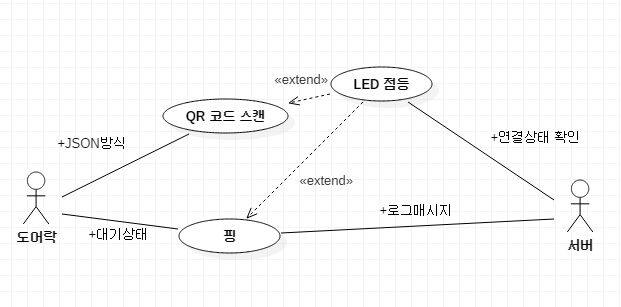 «extend»
LED 점등
QR 코드 스캔
+JSON방식
+연결상태 확인
«extend»
+로그매시지
+대기상태
핑
도어락
서버